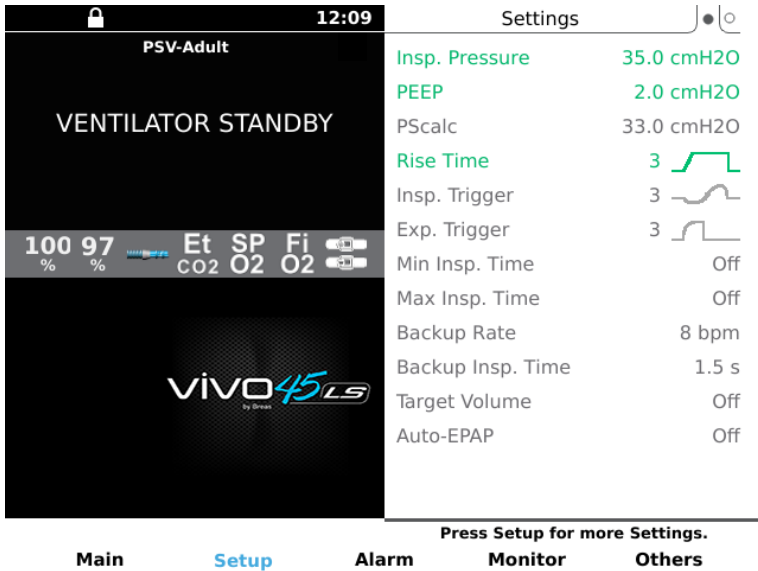 12:09
PSV-Adult
VENTILATOR STANDBY
100 % 97 % Et CO2 SP O2 Fi O2
vivo 45 LS
by Breas
Settings
Insp. Pressure 35.0 cmH2O
PEEP 2.0 cmH2O
PScalc 33.0 cmH2O
Rise Time 3
Insp. Trigger 3
Exp. Trigger 3
Min Insp. Time Off
Max Insp. Time Off
Backup Rate 8 bpm
Backup Insp. Time 1.5 s
Target Volume Off
Auto-EPAP Off
Press Setup for more Settings.
Main Setup Alarm Monitor Others